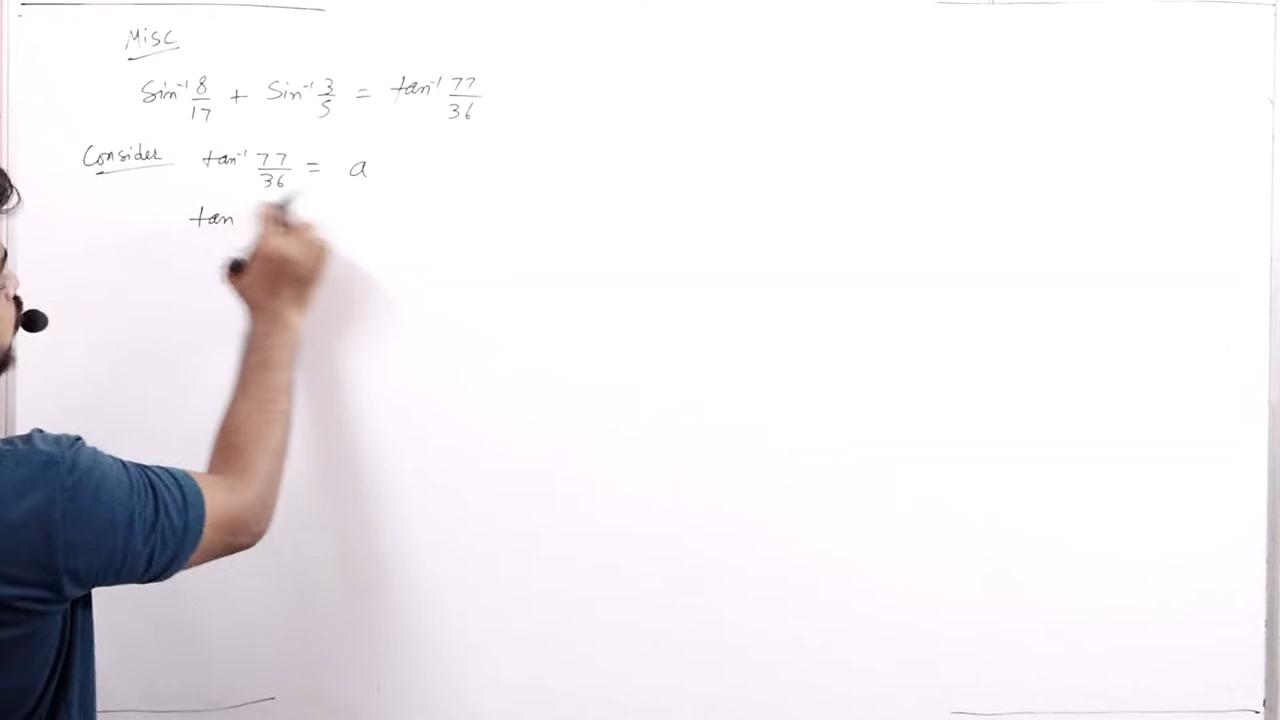 Misc
Sin⁻¹ 8/17 + Sin⁻¹ 3/5 = tan⁻¹ 77/36
Consider tan⁻¹ 77/36 = a
tan